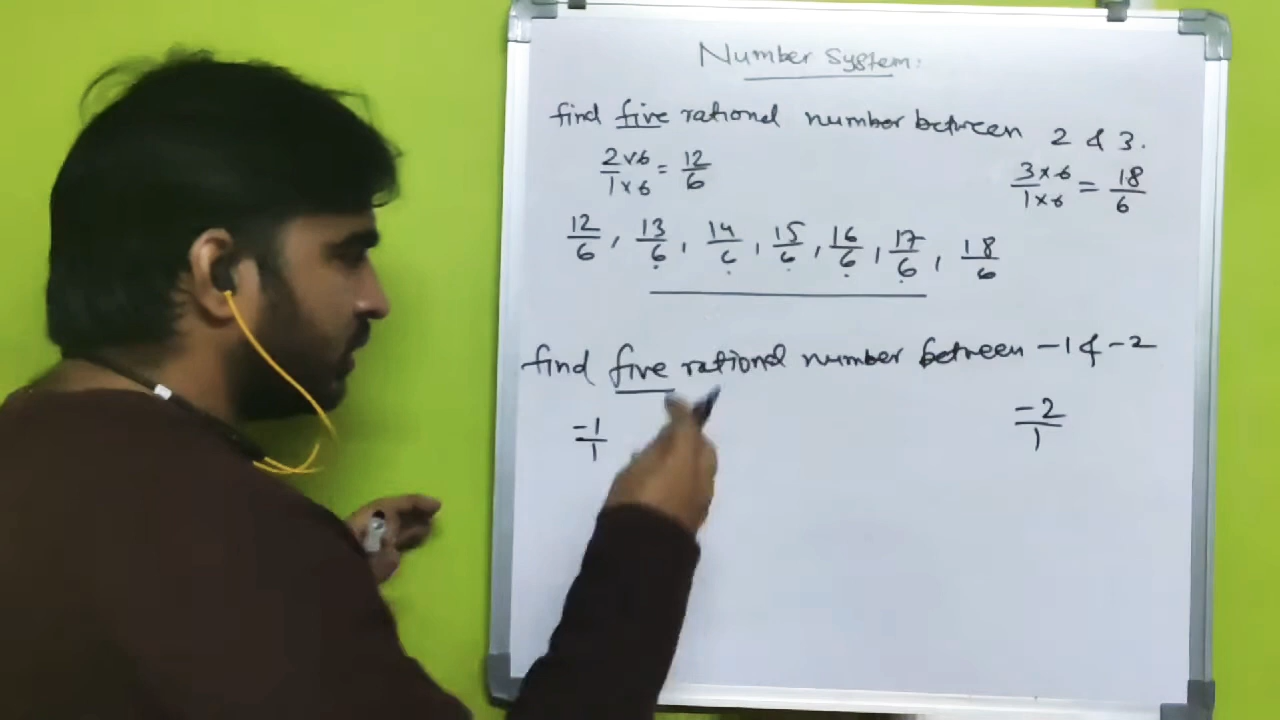 Number System:
find five rational number between 2 & 3.
2×6/1×6 = 12/6 3×6/1×6 = 18/6
12/6, 13/6, 14/6, 15/6, 16/6, 17/6, 18/6
find five rational number between -1 & -2
-1/1 -2/1